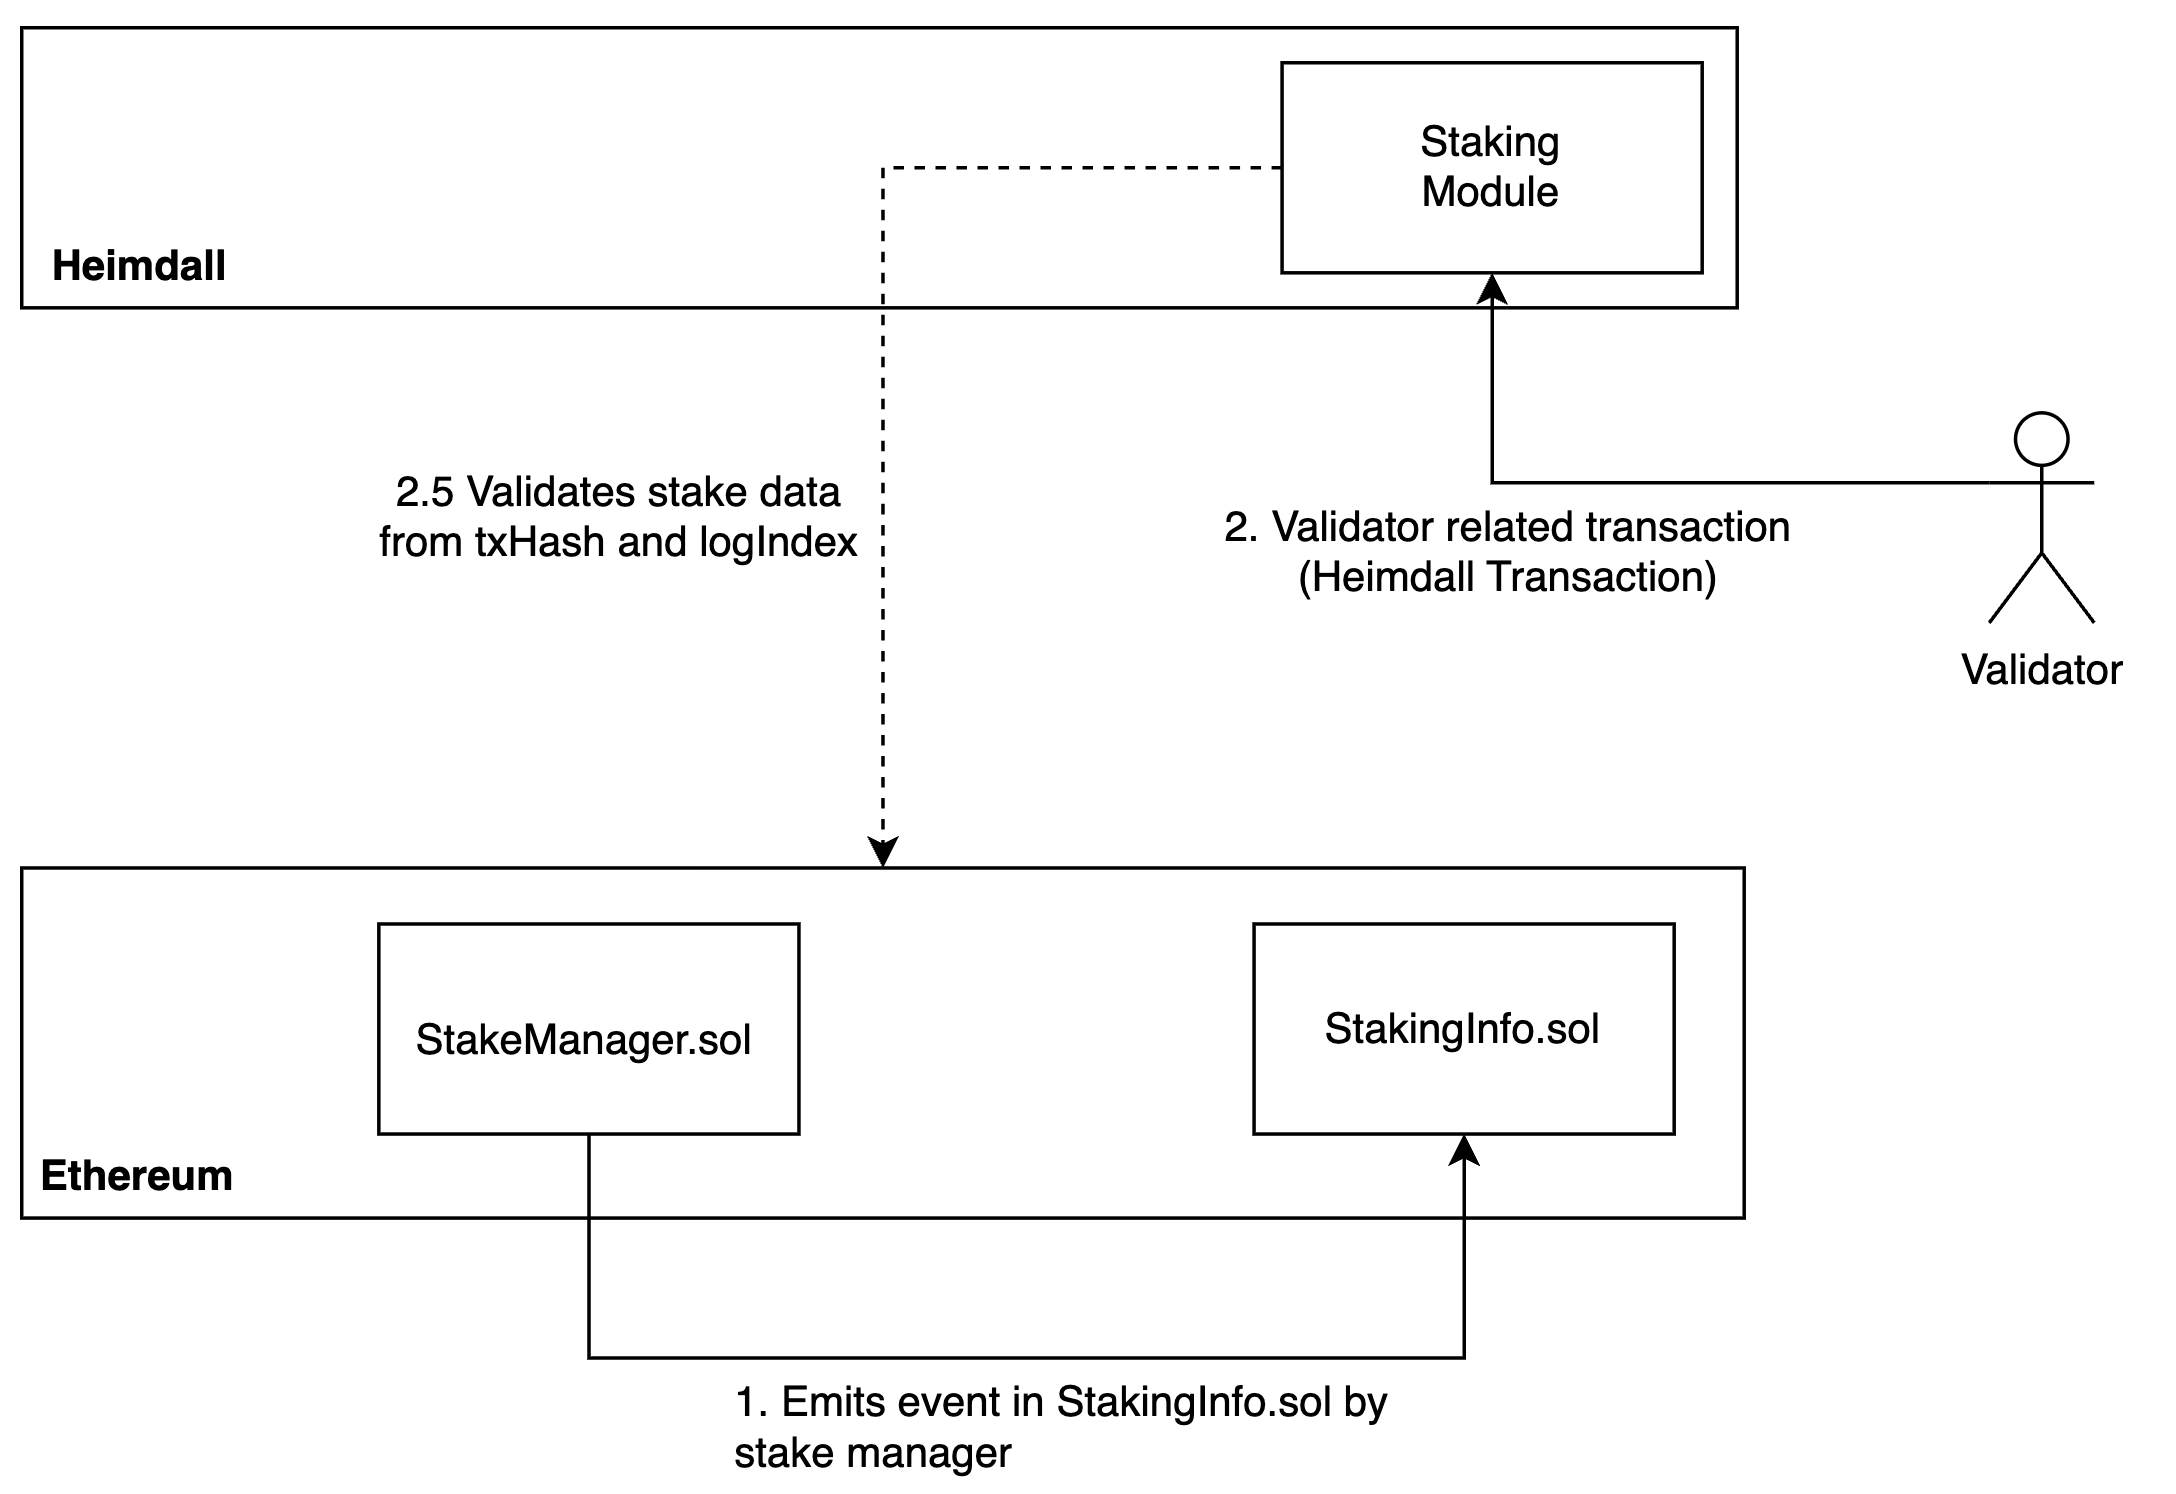 Staking
Module
Heimdall
2.5 Validates stake data
from txHash and logIndex
2. Validator related transaction
(Heimdall Transaction)
Validator
StakeManager.sol
StakingInfo.sol
Ethereum
1. Emits event in StakingInfo.sol by
stake manager